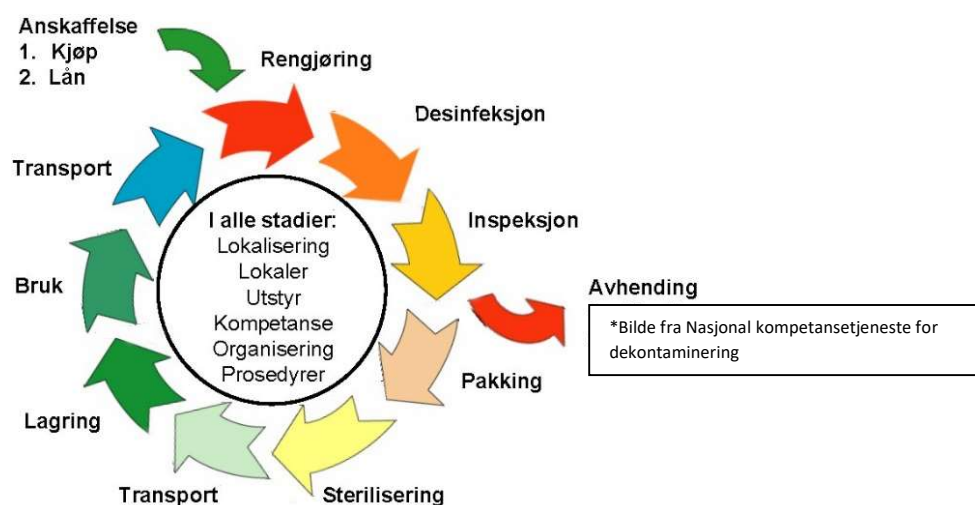 Anskaffelse
1. Kjøp
2. Lån
Rengjøring
Desinfeksjon
Inspeksjon
Avhending
*Bilde fra Nasjonal kompetansetjeneste for
dekontaminering
Pakking
Sterilisering
Transport
Lagring
Bruk
Transport
I alle stadier:
Lokalisering
Lokaler
Utstyr
Kompetanse
Organisering
Prosedyrer